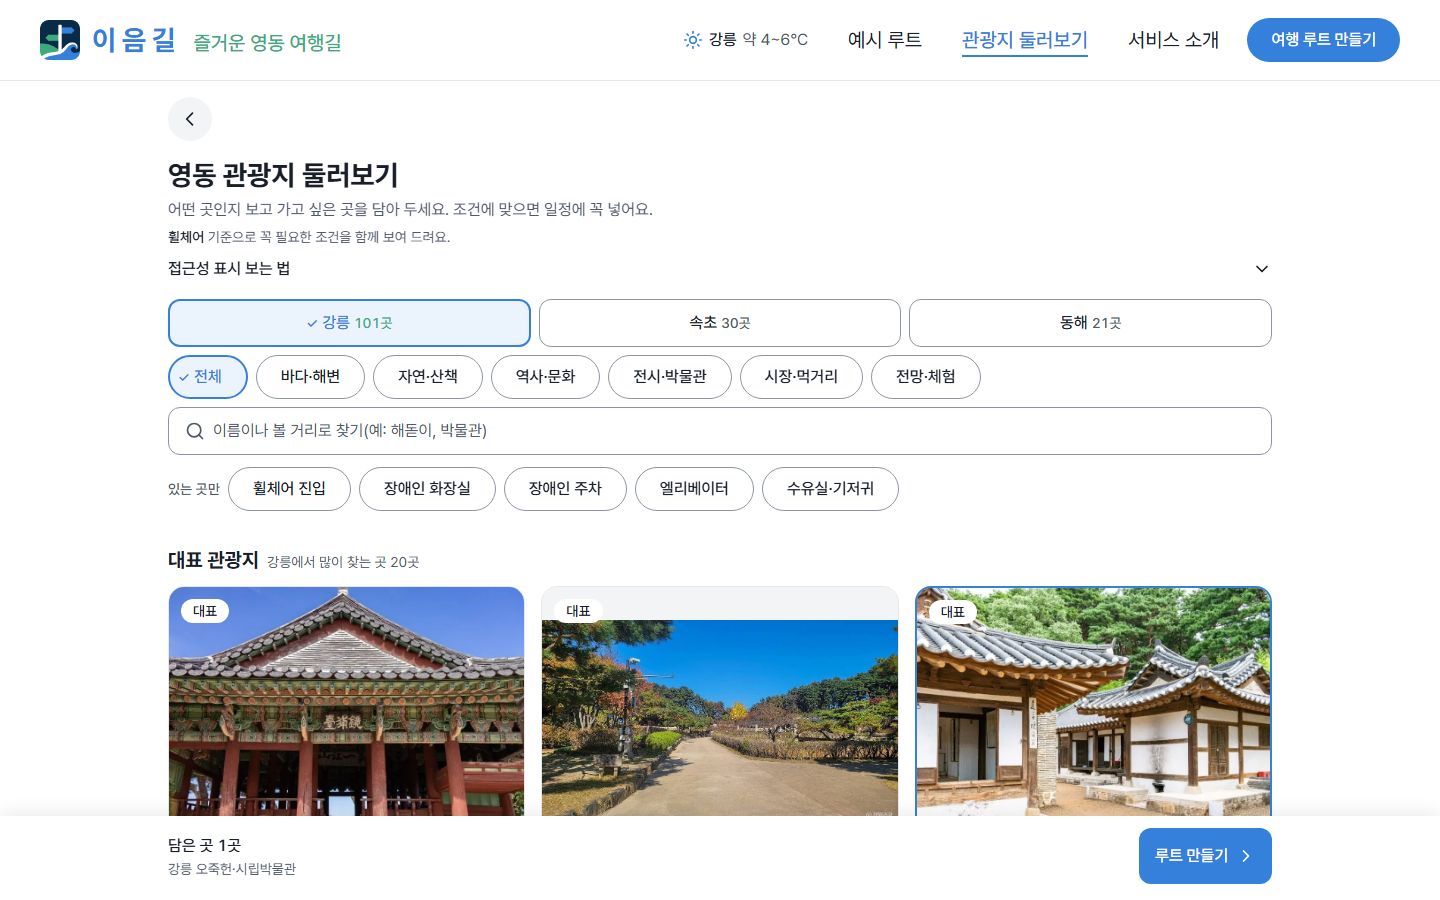 이음길 즐거운 영동 여행길
강릉 약 4~6°C
예시 루트
관광지 둘러보기
서비스 소개
여행 루트 만들기
영동 관광지 둘러보기
어떤 곳인지 보고 가고 싶은 곳을 담아 두세요. 조건에 맞으면 일정에 꼭 넣어요.
휠체어 기준으로 꼭 필요한 조건을 함께 보여 드려요.
접근성 표시 보는 법
강릉 101곳
속초 30곳
동해 21곳
전체
바다·해변
자연·산책
역사·문화
전시·박물관
시장·먹거리
전망·체험
이름이나 볼 거리로 찾기(예: 해돋이, 박물관)
있는 곳만
휠체어 진입
장애인 화장실
장애인 주차
엘리베이터
수유실·기저귀
대표 관광지 강릉에서 많이 찾는 곳 20곳
대표
대표
대표
담은 곳 1곳
강릉 오죽헌·시립박물관
루트 만들기